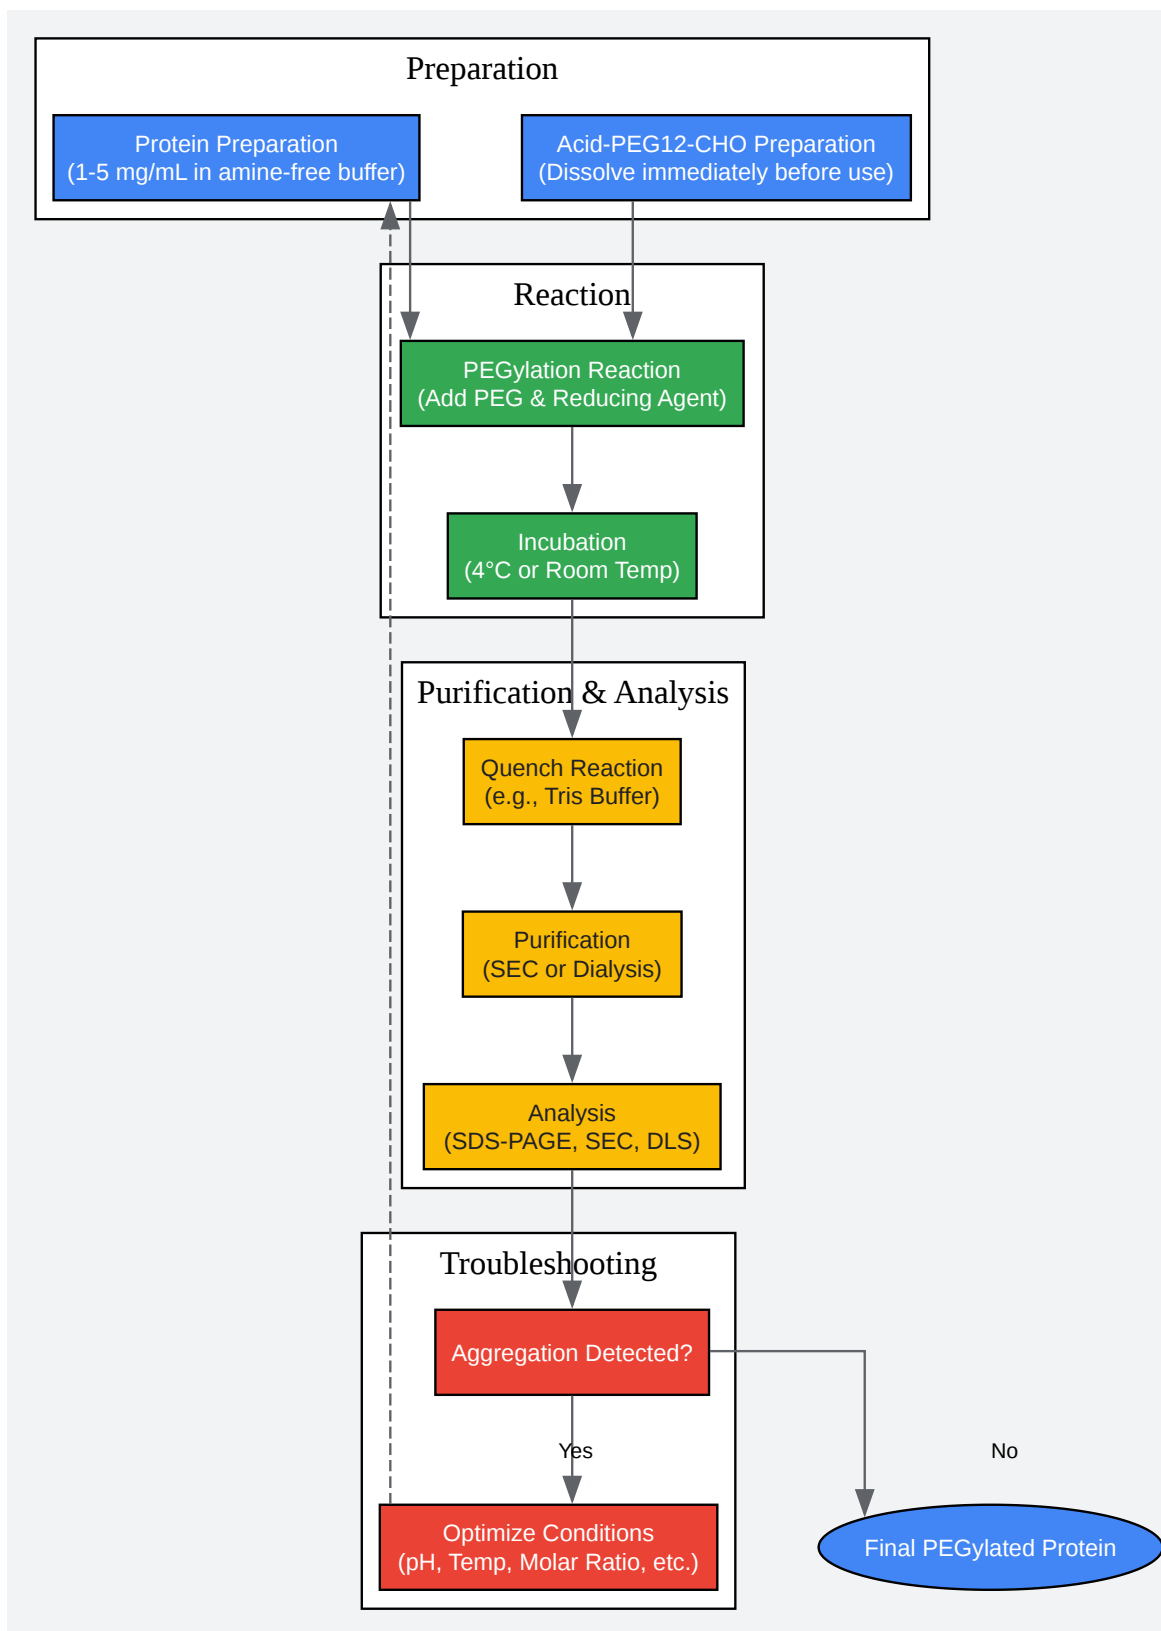 Preparation
Protein Preparation
(1-5 mg/mL in amine-free buffer)
Acid-PEG12-CHO Preparation
(Dissolve immediately before use)
Reaction
PEGylation Reaction
(Add PEG & Reducing Agent)
Incubation
(4°C or Room Temp)
Purification & Analysis
Quench Reaction
(e.g., Tris Buffer)
Purification
(SEC or Dialysis)
Analysis
(SDS-PAGE, SEC, DLS)
Troubleshooting
Aggregation Detected?
Yes
No
Optimize Conditions
(pH, Temp, Molar Ratio, etc.)
Final PEGylated Protein